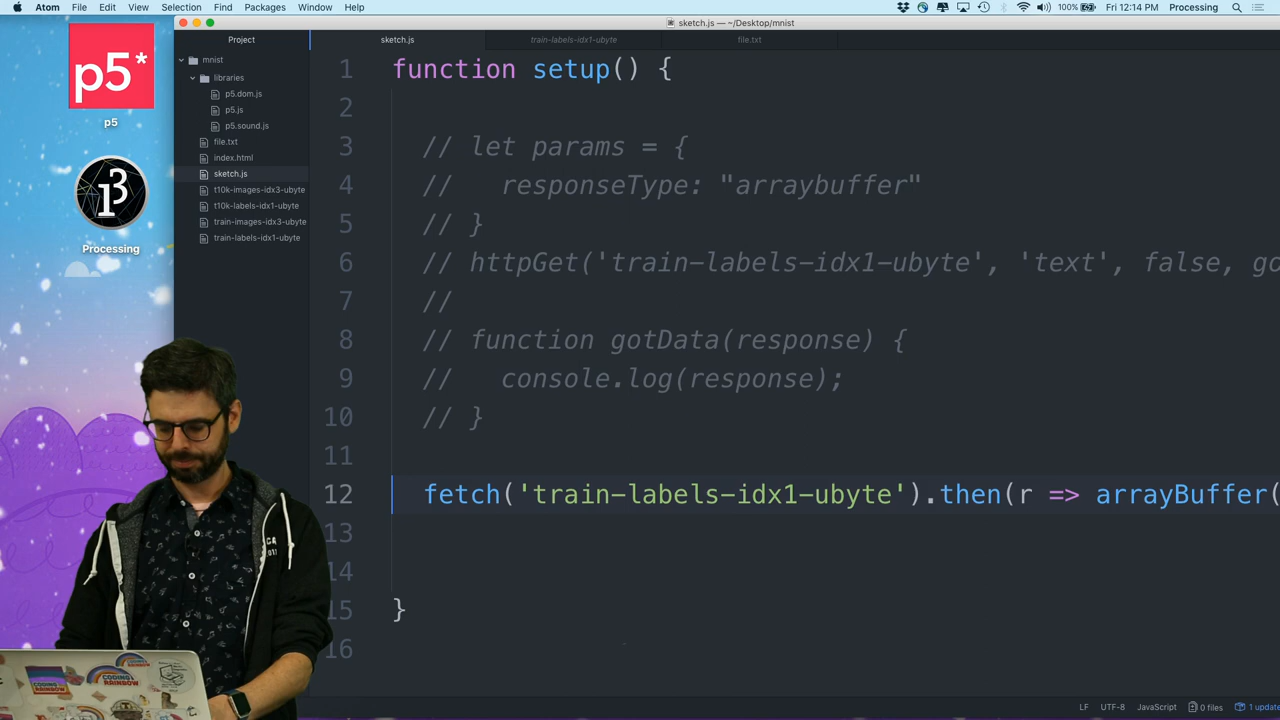 Atom File Edit View Selection Find Packages Window Help
100% Fri 12:14 PM Processing
sketch.js — ~/Desktop/mnist
Project
sketch.js
train-labels-idx1-ubyte
file.txt
mnist
libraries
p5.dom.js
p5.js
p5.sound.js
file.txt
index.html
sketch.js
t10k-images-idx3-ubyte
t10k-labels-idx1-ubyte
train-images-idx3-ubyte
train-labels-idx1-ubyte
p5*
p5
Processing
1 function setup() {
2
3 // let params = {
4 // responseType: "arraybuffer"
5 // }
6 // httpGet('train-labels-idx1-ubyte', 'text', false, go
7 //
8 // function gotData(response) {
9 // console.log(response);
10 // }
11
12 fetch('train-labels-idx1-ubyte').then(r => arrayBuffer(
13
14
15 }
16
CODING
RAINBOW
CODING
RAINBOW
LF UTF-8 JavaScript 0 files 1 update